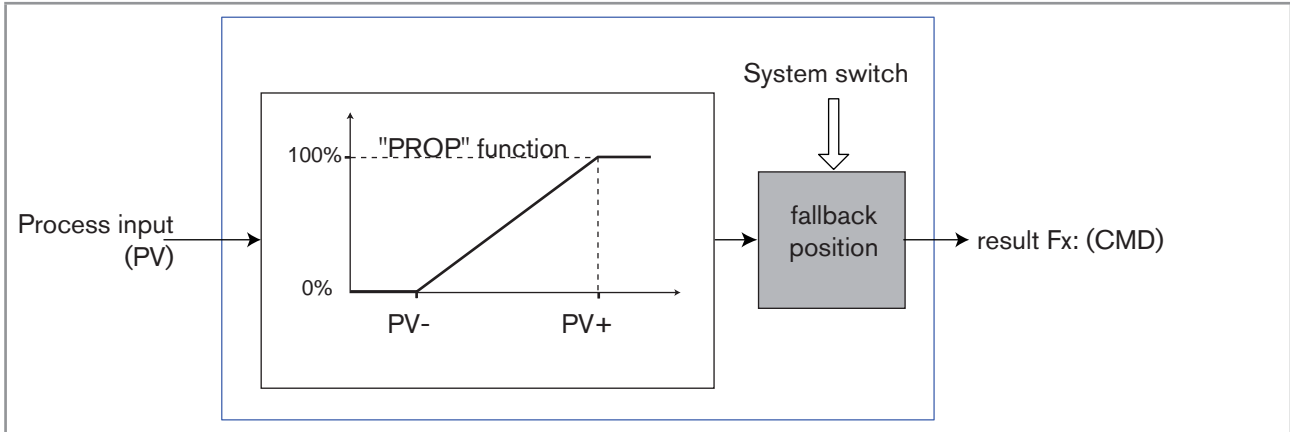 System switch
"PROP" function
100%
Process input
(PV)
fallback
position
result Fx: (CMD)
0%
PV-
PV+